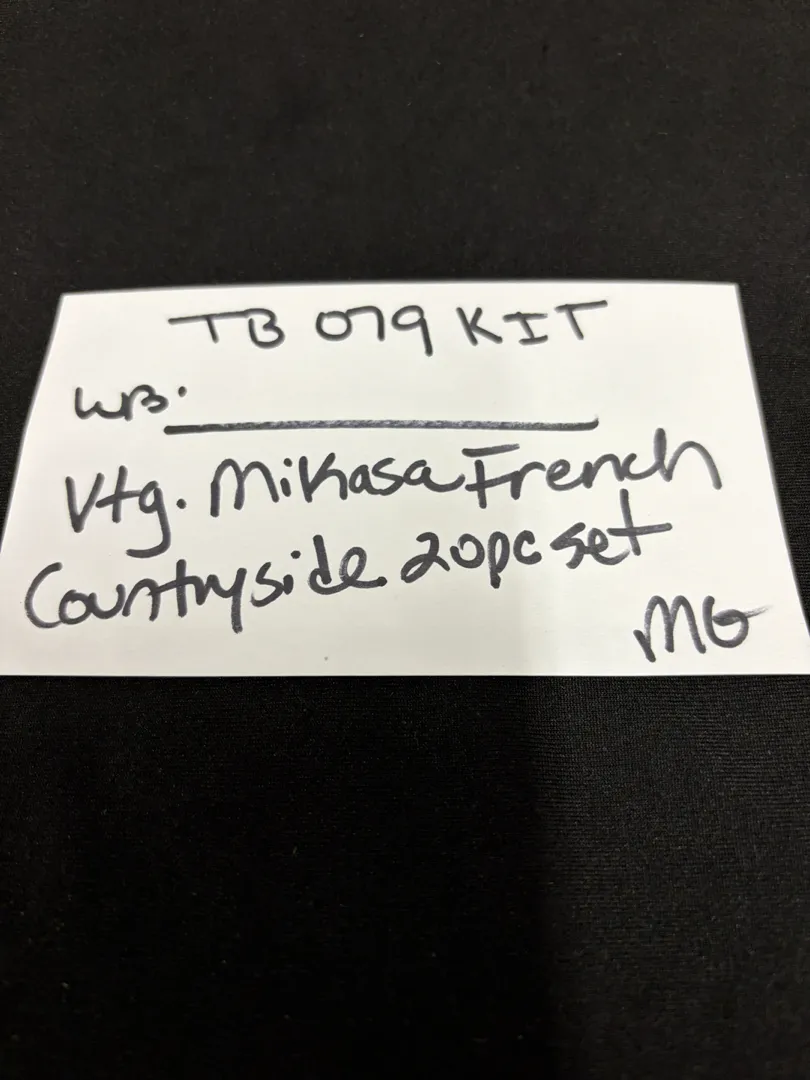 TB 079 KIT
WB:
Vtg. Mikasa French
Countryside 20pc set
MG